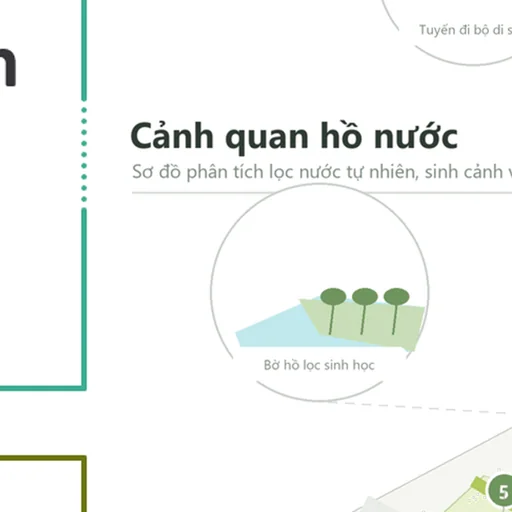 Tuyến đi bộ di
Cảnh quan hồ nước
Sơ đồ phân tích lọc nước tự nhiên, sinh cảnh
Bờ hồ lọc sinh học
5